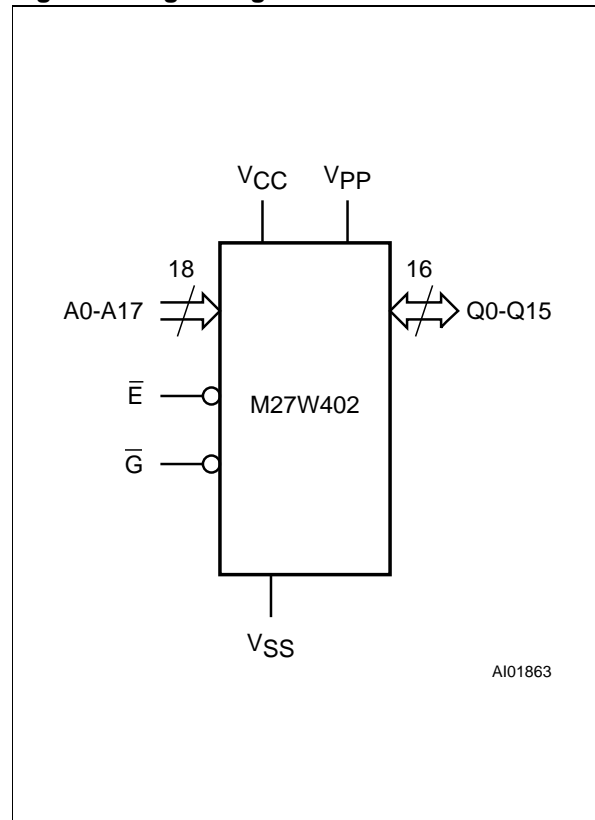 VCC VPP
18 16
A0-A17 Q0-Q15
E̅
M27W402
G̅
VSS
AI01863